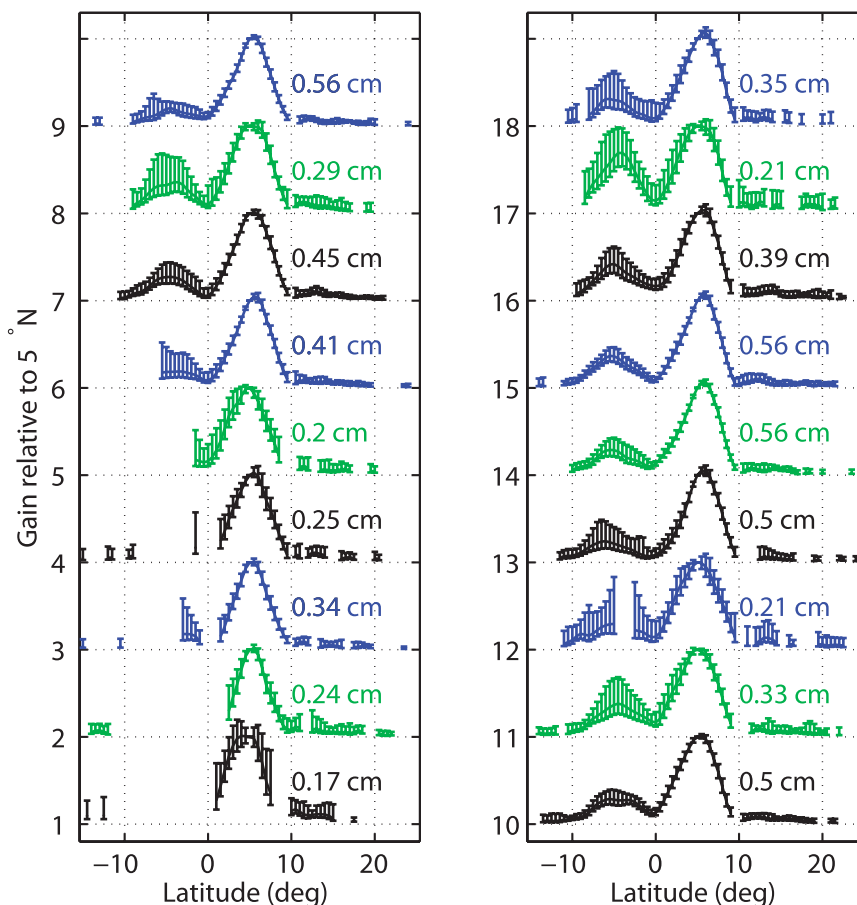 Gain relative to 5 °N
9
8
7
6
5
4
3
2
1
0.56 cm
0.29 cm
0.45 cm
0.41 cm
0.2 cm
0.25 cm
0.34 cm
0.24 cm
0.17 cm
−10 0 10 20
Latitude (deg)
18
17
16
15
14
13
12
11
10
0.35 cm
0.21 cm
0.39 cm
0.56 cm
0.56 cm
0.5 cm
0.21 cm
0.33 cm
0.5 cm
−10 0 10 20
Latitude (deg)